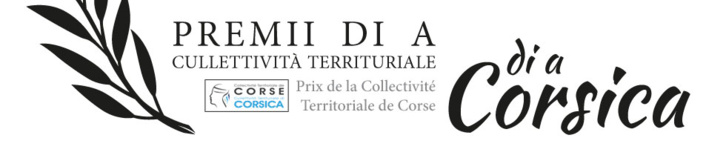 PREMII DI A
CULLETTIVITÀ TERRITURIALE
CORSE
CORSICA
Prix de la Collectivité
Territoriale de Corse
di a
Corsica